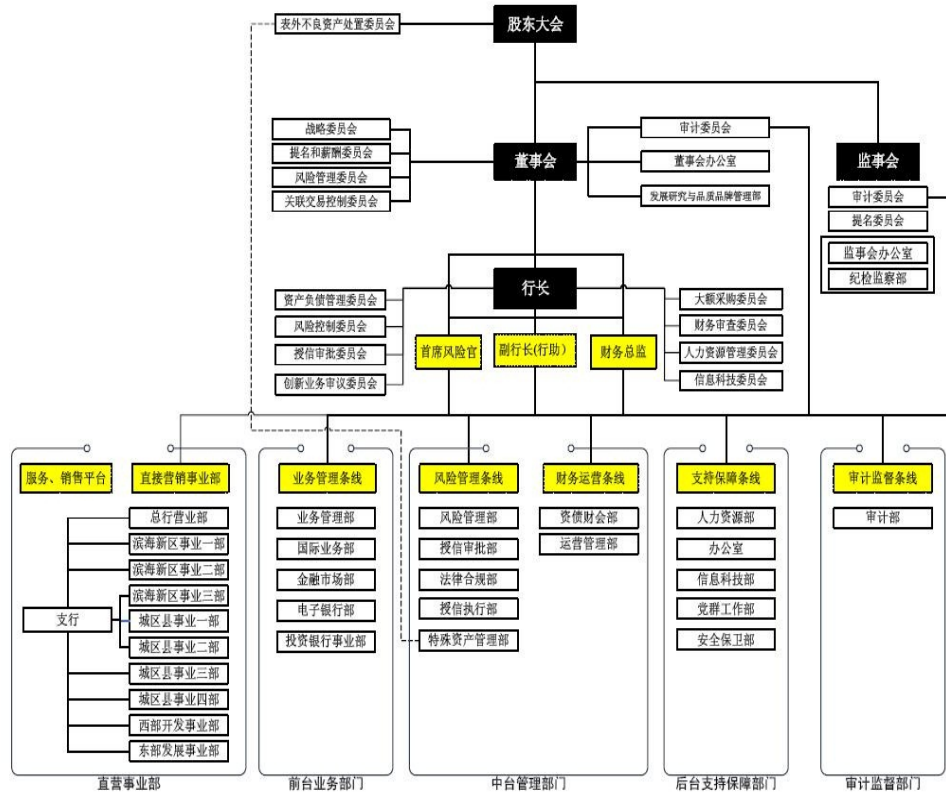 表外不良资产处置委员会
股东大会
战略委员会
提名和薪酬委员会
风险管理委员会
关联交易控制委员会
董事会
审计委员会
董事会办公室
发展研究与品质品牌管理部
监事会
审计委员会
提名委员会
监事会办公室
纪检监察部
行长
资产负债管理委员会
风险控制委员会
授信审批委员会
创新业务审议委员会
首席风险官
副行长(行助)
财务总监
大额采购委员会
财务审查委员会
人力资源管理委员会
信息科技委员会
服务、销售平台
直接营销事业部
支行
总行营业部
滨海新区事业一部
滨海新区事业二部
滨海新区事业三部
城区县事业一部
城区县事业二部
城区县事业三部
城区县事业四部
西部开发事业部
东部发展事业部
直营事业部
业务管理条线
业务管理部
国际业务部
金融市场部
电子银行部
投资银行事业部
前台业务部门
风险管理条线
风险管理部
授信审批部
法律合规部
授信执行部
特殊资产管理部
财务运营条线
资债财会部
运营管理部
中台管理部门
支持保障条线
人力资源部
办公室
信息科技部
党群工作部
安全保卫部
后台支持保障部门
审计监督条线
审计部
审计监督部门